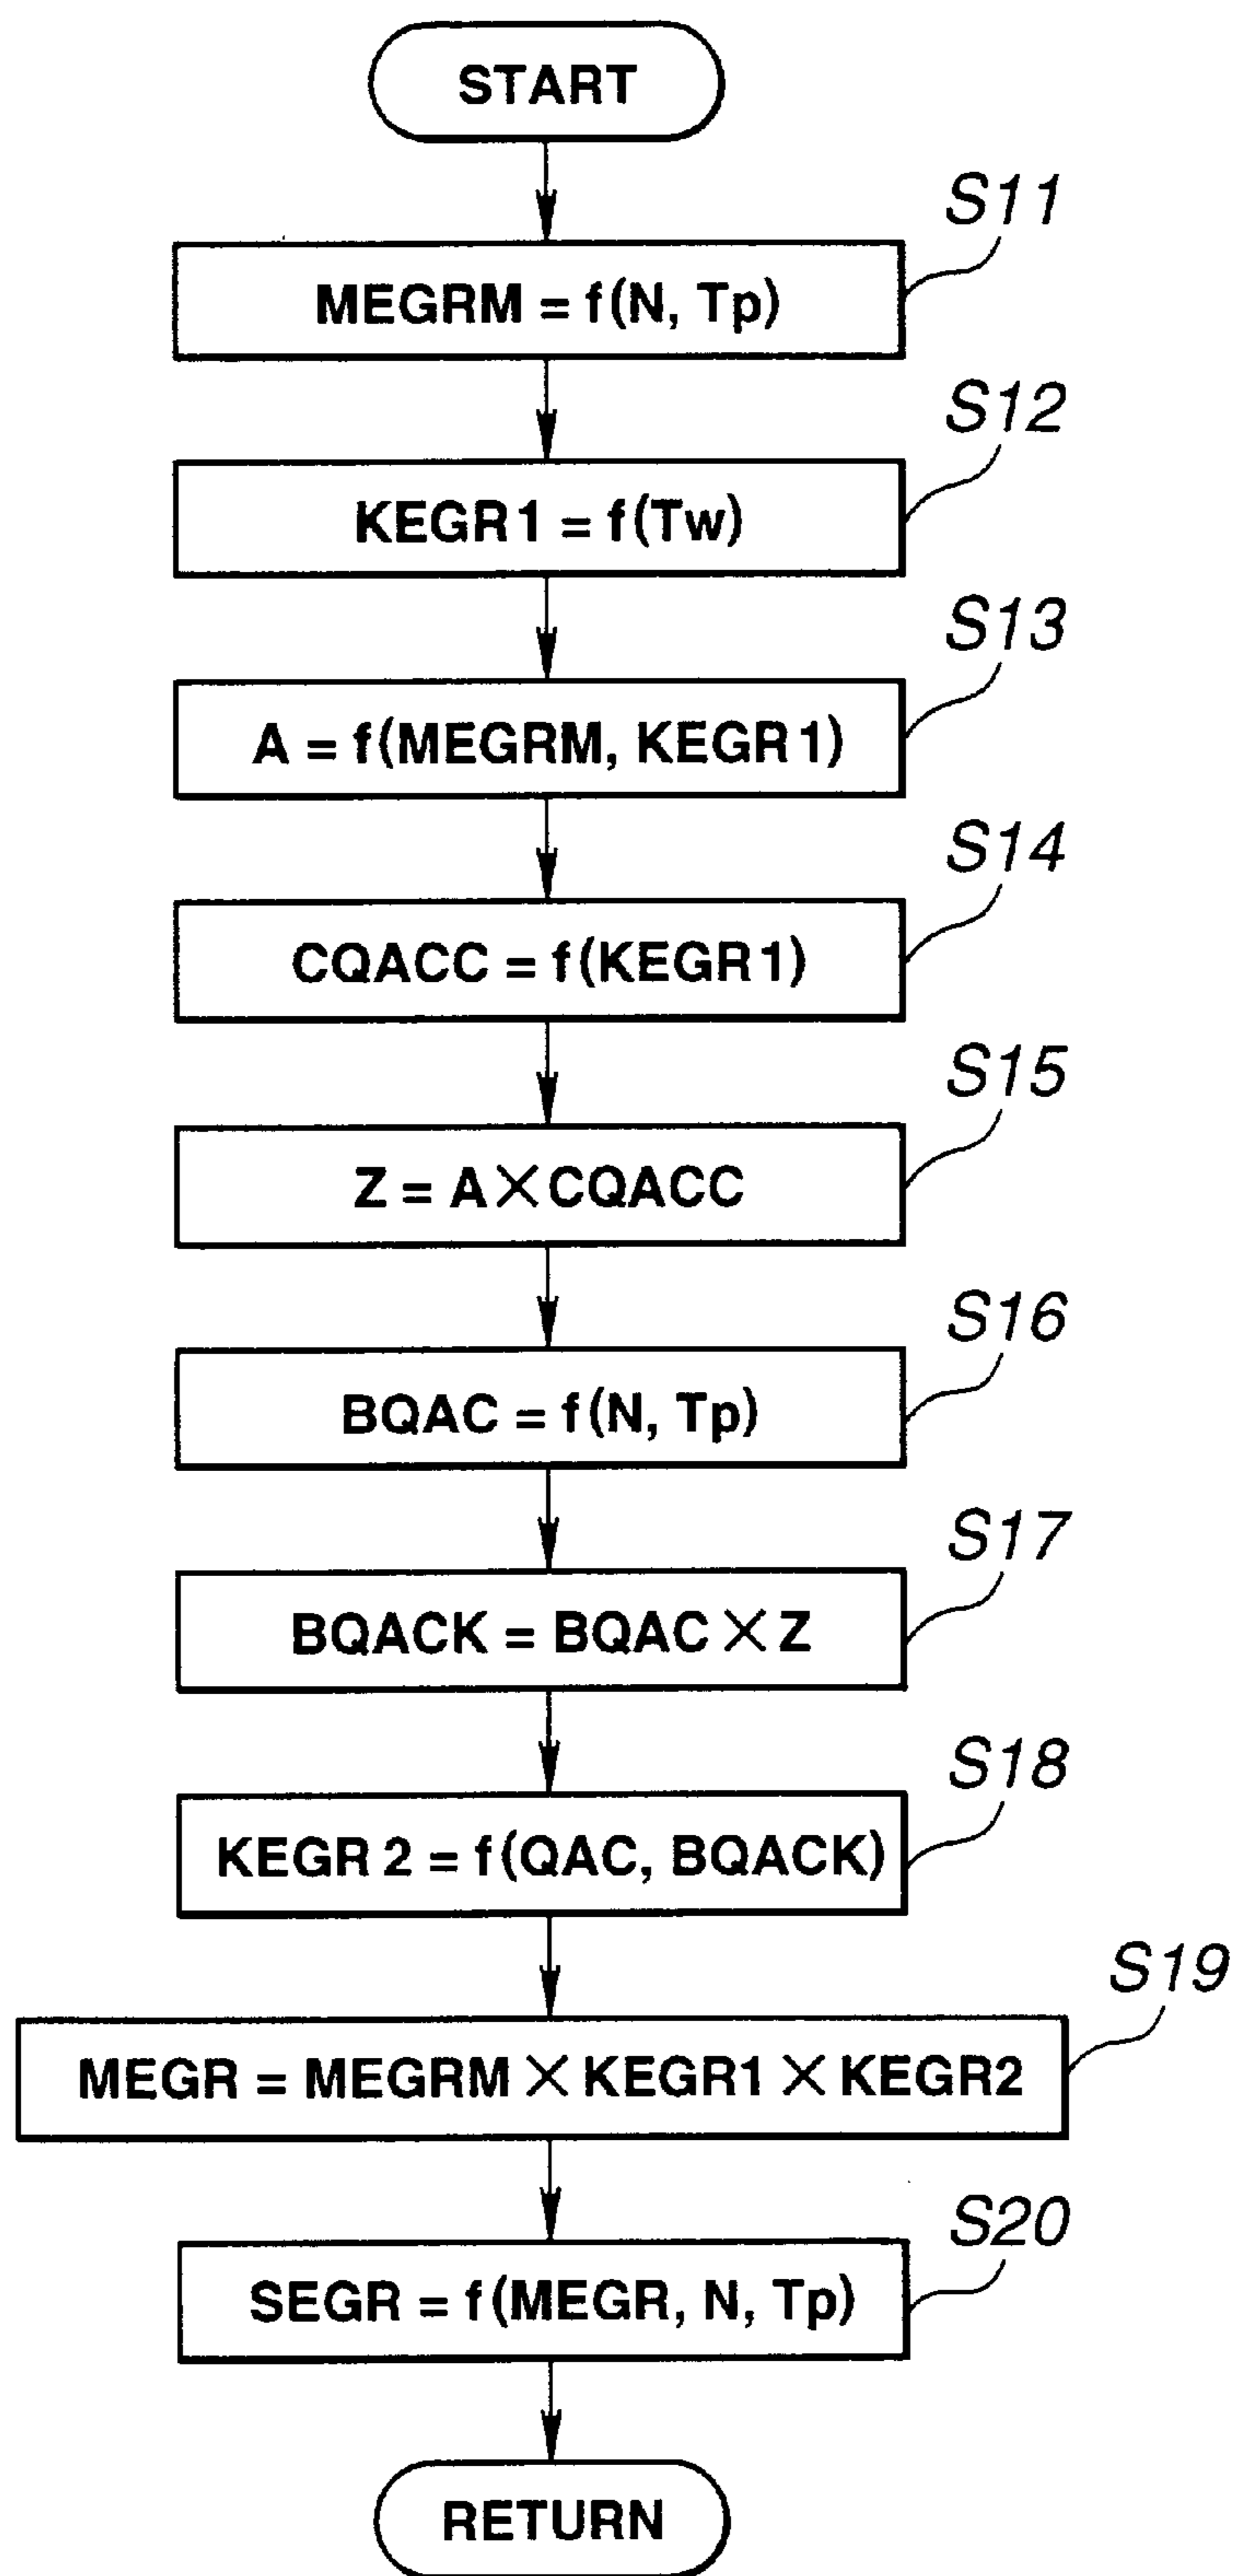 START
S11
MEGRM = f(N, Tp)
S12
KEGR1 = f(Tw)
S13
A = f(MEGRM, KEGR1)
S14
CQACC = f(KEGR1)
S15
Z = A×CQACC
S16
BQAC = f(N, Tp)
S17
BQACK = BQAC×Z
S18
KEGR2 = f(QAC, BQACK)
S19
MEGR = MEGRM × KEGR1 × KEGR2
S20
SEGR = f(MEGR, N, Tp)
RETURN